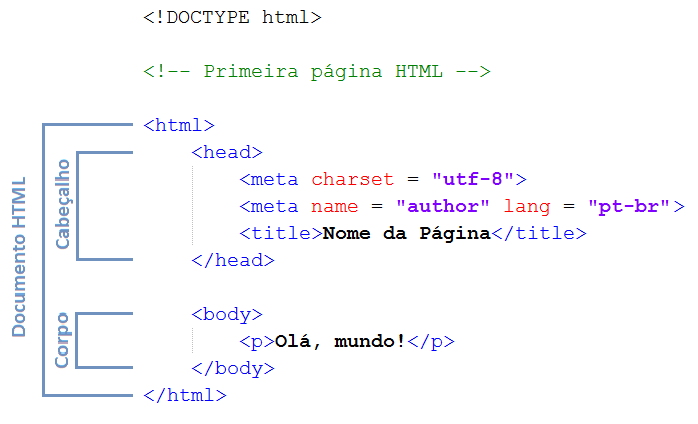 <!DOCTYPE html>
<!-- Primeira página HTML -->
<html>
<head>
<meta charset = "utf-8">
<meta name = "author" lang = "pt-br">
<title>Nome da Página</title>
</head>
<body>
<p>Olá, mundo!</p>
</body>
</html>
Documento HTML
Cabeçalho
Corpo